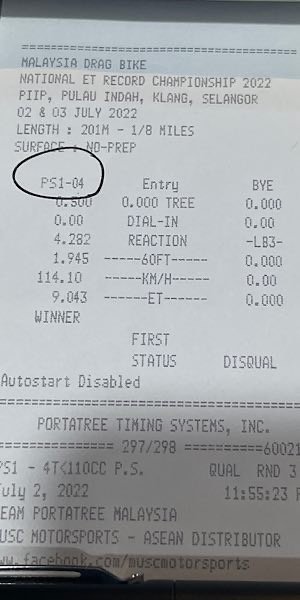 MALAYSIA DRAG BIKE
NATIONAL ET RECORD CHAMPIONSHIP 2022
PIIP, PULAU INDAH, KLANG, SELANGOR
02 & 03 JULY 2022
LENGTH : 201M - 1/8 MILES
SURFACE : NO-PREP
PS1-04 Entry BYE
0.500 0.000 TREE 0.000
0.00 DIAL-IN 0.00
4.282 REACTION -LB3-
1.945 -----60FT----- 0.000
114.10 ------KM/H----- 0.00
9.043 ------ET------ 0.000
WINNER
FIRST
STATUS DISQUAL
Autostart Disabled
PORTATREE TIMING SYSTEMS, INC.
=============== 297/298 ==========60021
PS1 - 4T<110CC P.S. QUAL RND 3
July 2, 2022 11:55:23 P
TEAM PORTATREE MALAYSIA
MUSC MOTORSPORTS - ASEAN DISTRIBUTOR
www.facebook.com/muscmotorsports